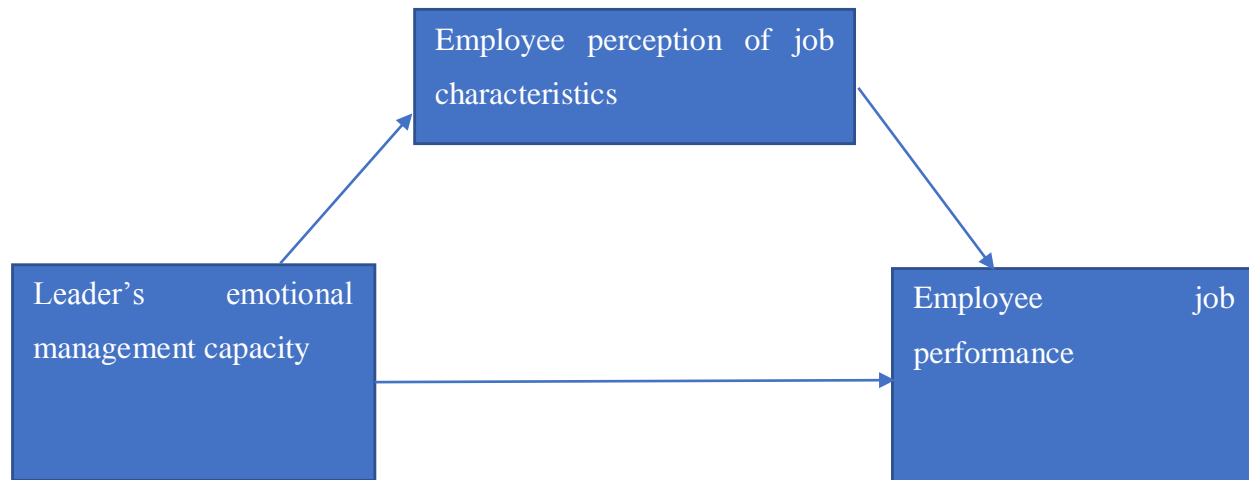 Employee perception of job
characteristics
Leader’s emotional
management capacity
Employee job
performance